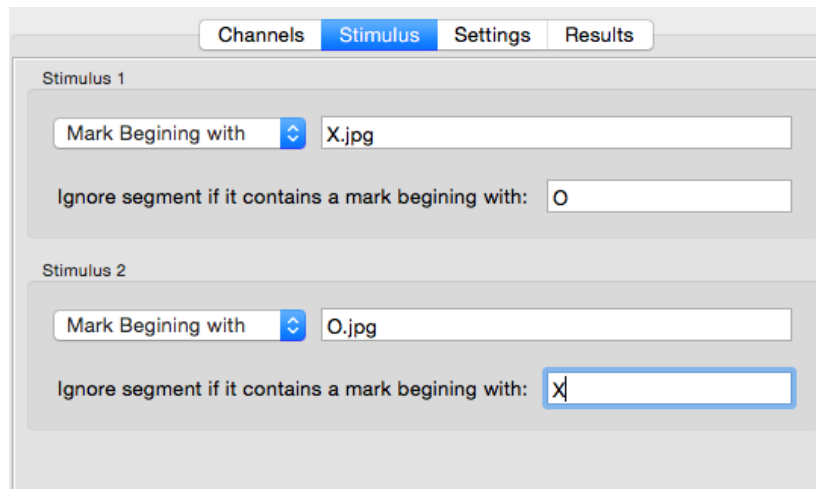 Channels Stimulus Settings Results
Stimulus 1
Mark Begining with X.jpg
Ignore segment if it contains a mark begining with: O
Stimulus 2
Mark Begining with O.jpg
Ignore segment if it contains a mark begining with: X